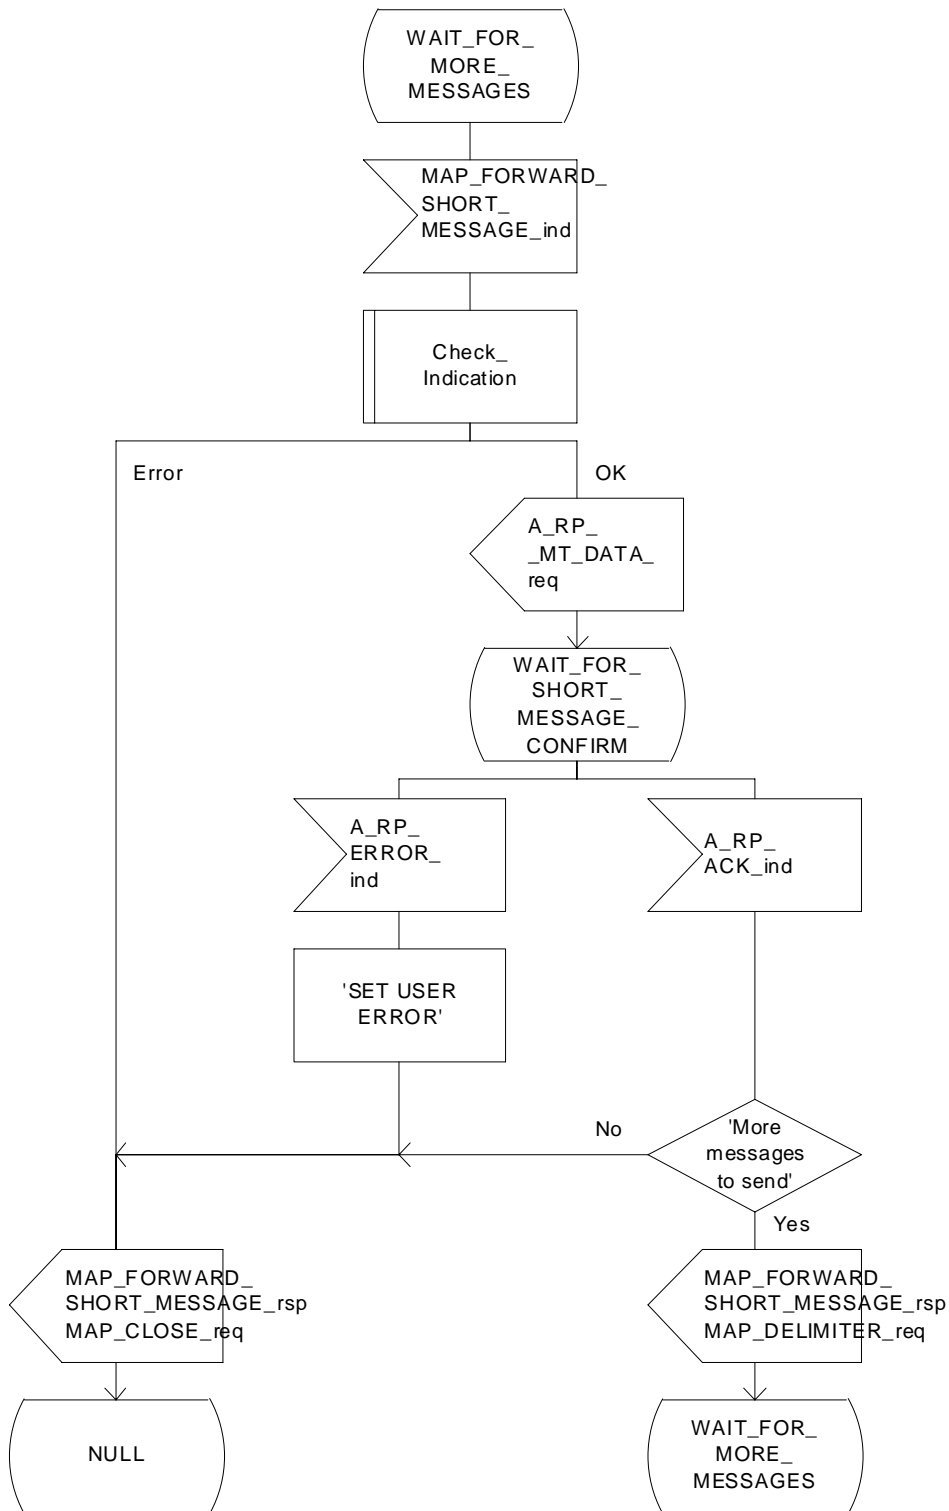 WAIT_FOR_
MORE_
MESSAGES
MAP_FORWARD_
SHORT_
MESSAGE_ind
Check_
Indication
Error
OK
A_RP_
_MT_DATA_
req
WAIT_FOR_
SHORT_
MESSAGE_
CONFIRM
A_RP_
ERROR_
ind
A_RP_
ACK_ind
'SET USER
ERROR'
No
'More
messages
to send'
Yes
MAP_FORWARD_
SHORT_MESSAGE_rsp
MAP_CLOSE_req
MAP_FORWARD_
SHORT_MESSAGE_rsp
MAP_DELIMITER_req
NULL
WAIT_FOR_
MORE_
MESSAGES